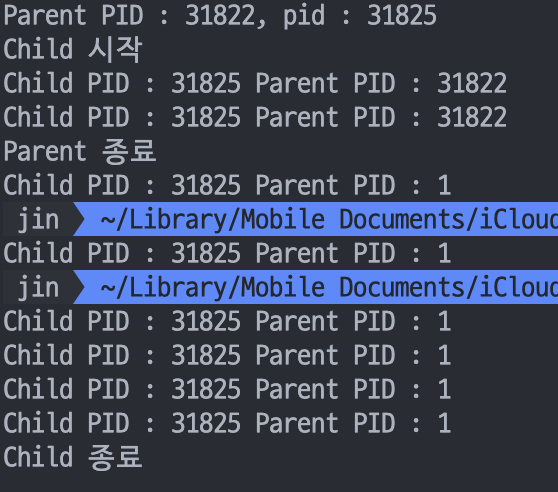 Parent PID : 31822, pid : 31825
Child 시작
Child PID : 31825 Parent PID : 31822
Child PID : 31825 Parent PID : 31822
Parent 종료
Child PID : 31825 Parent PID : 1
jin ~/Library/Mobile Documents/iCloud
Child PID : 31825 Parent PID : 1
jin ~/Library/Mobile Documents/iCloud
Child PID : 31825 Parent PID : 1
Child PID : 31825 Parent PID : 1
Child PID : 31825 Parent PID : 1
Child PID : 31825 Parent PID : 1
Child 종료